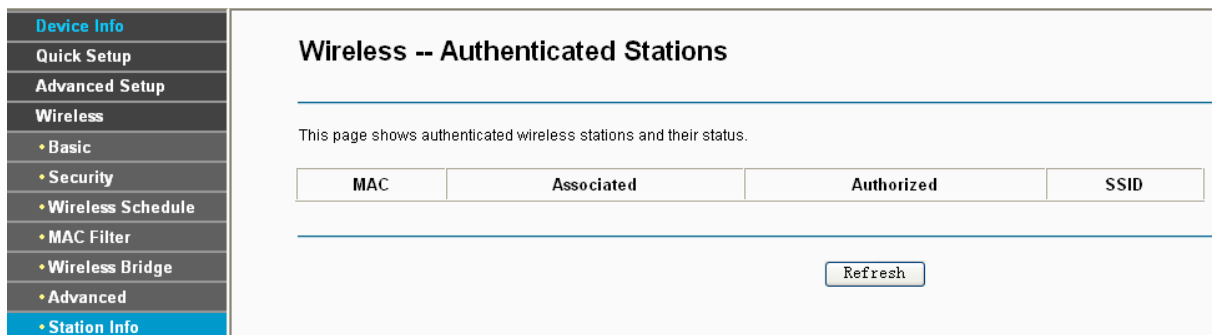 Device Info
Quick Setup
Advanced Setup
Wireless
Basic
Security
Wireless Schedule
MAC Filter
Wireless Bridge
Advanced
Station Info
Wireless -- Authenticated Stations
This page shows authenticated wireless stations and their status.
MAC Associated Authorized SSID
Refresh